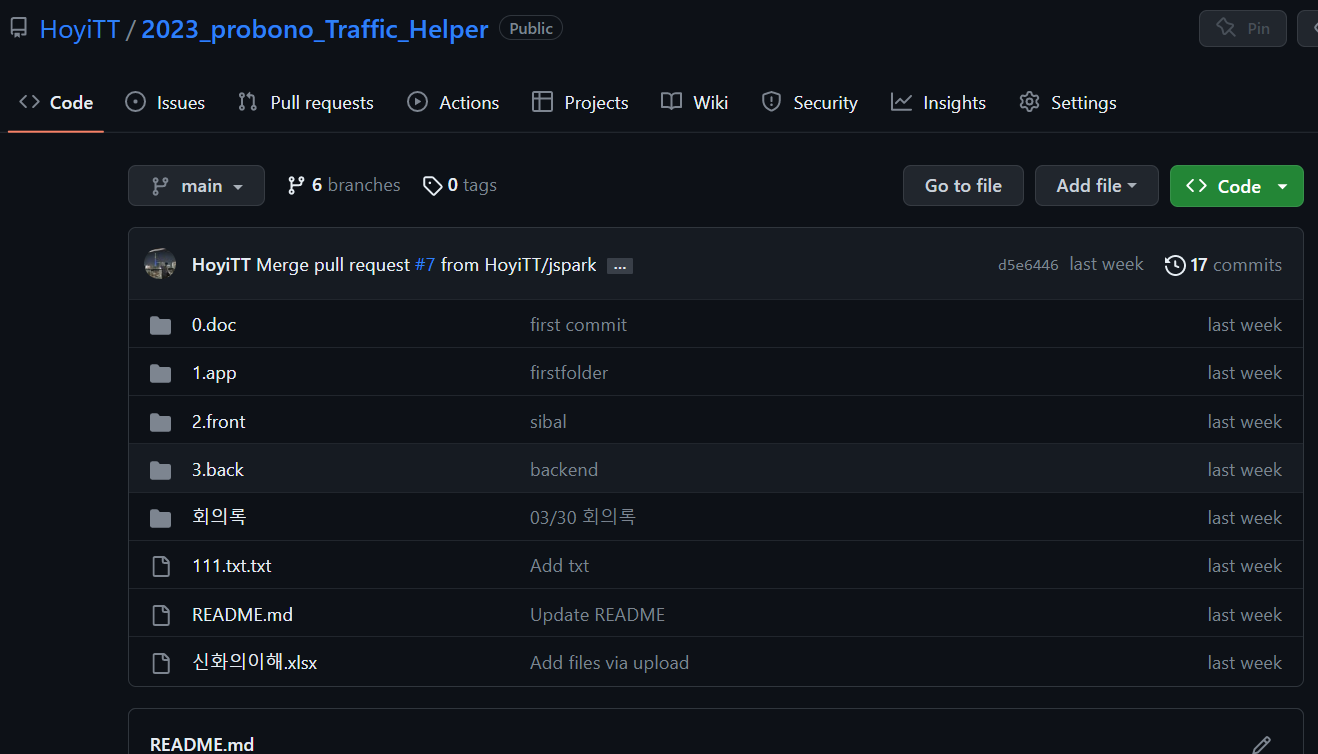 HoyiTT / 2023_probono_Traffic_Helper Public Pin
Code Issues Pull requests Actions Projects Wiki Security Insights Settings
main 6 branches 0 tags Go to file Add file Code
HoyiTT Merge pull request #7 from HoyiTT/jspark ... d5e6446 last week 17 commits
0.doc first commit last week
1.app firstfolder last week
2.front sibal last week
3.back backend last week
회의록 03/30 회의록 last week
111.txt.txt Add txt last week
README.md Update README last week
신화의이해.xlsx Add files via upload last week
README.md